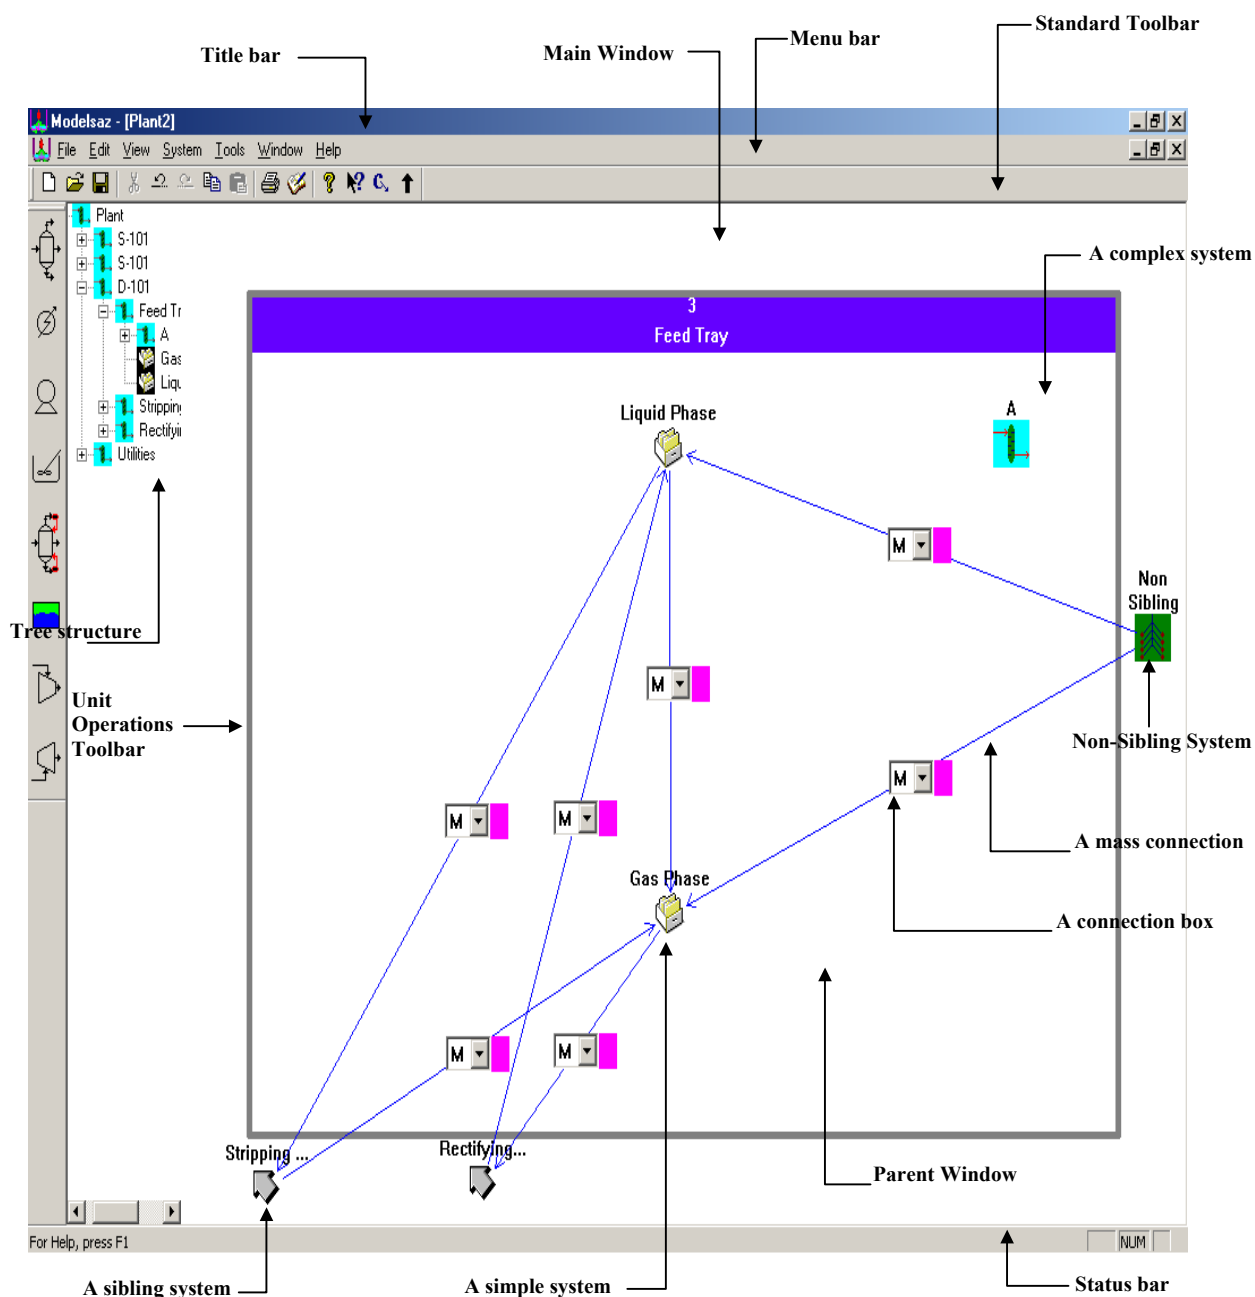 Standard Toolbar
Menu bar
Main Window
Title bar
Modelsaz - [Plant2]
File Edit View System Tools Window Help
Plant
S-101
S-101
D-101
Feed Tr
A
Gas
Liqu
Stripping
Rectifyi
Utilities
A complex system
3
Feed Tray
Liquid Phase
A
M
Non
Sibling
Tree structure
M
Unit
Operations
Toolbar
Non-Sibling System
M
M
M
A mass connection
Gas Phase
A connection box
M
M
Stripping ...
Rectifying...
Parent Window
For Help, press F1
NUM
A sibling system
A simple system
Status bar